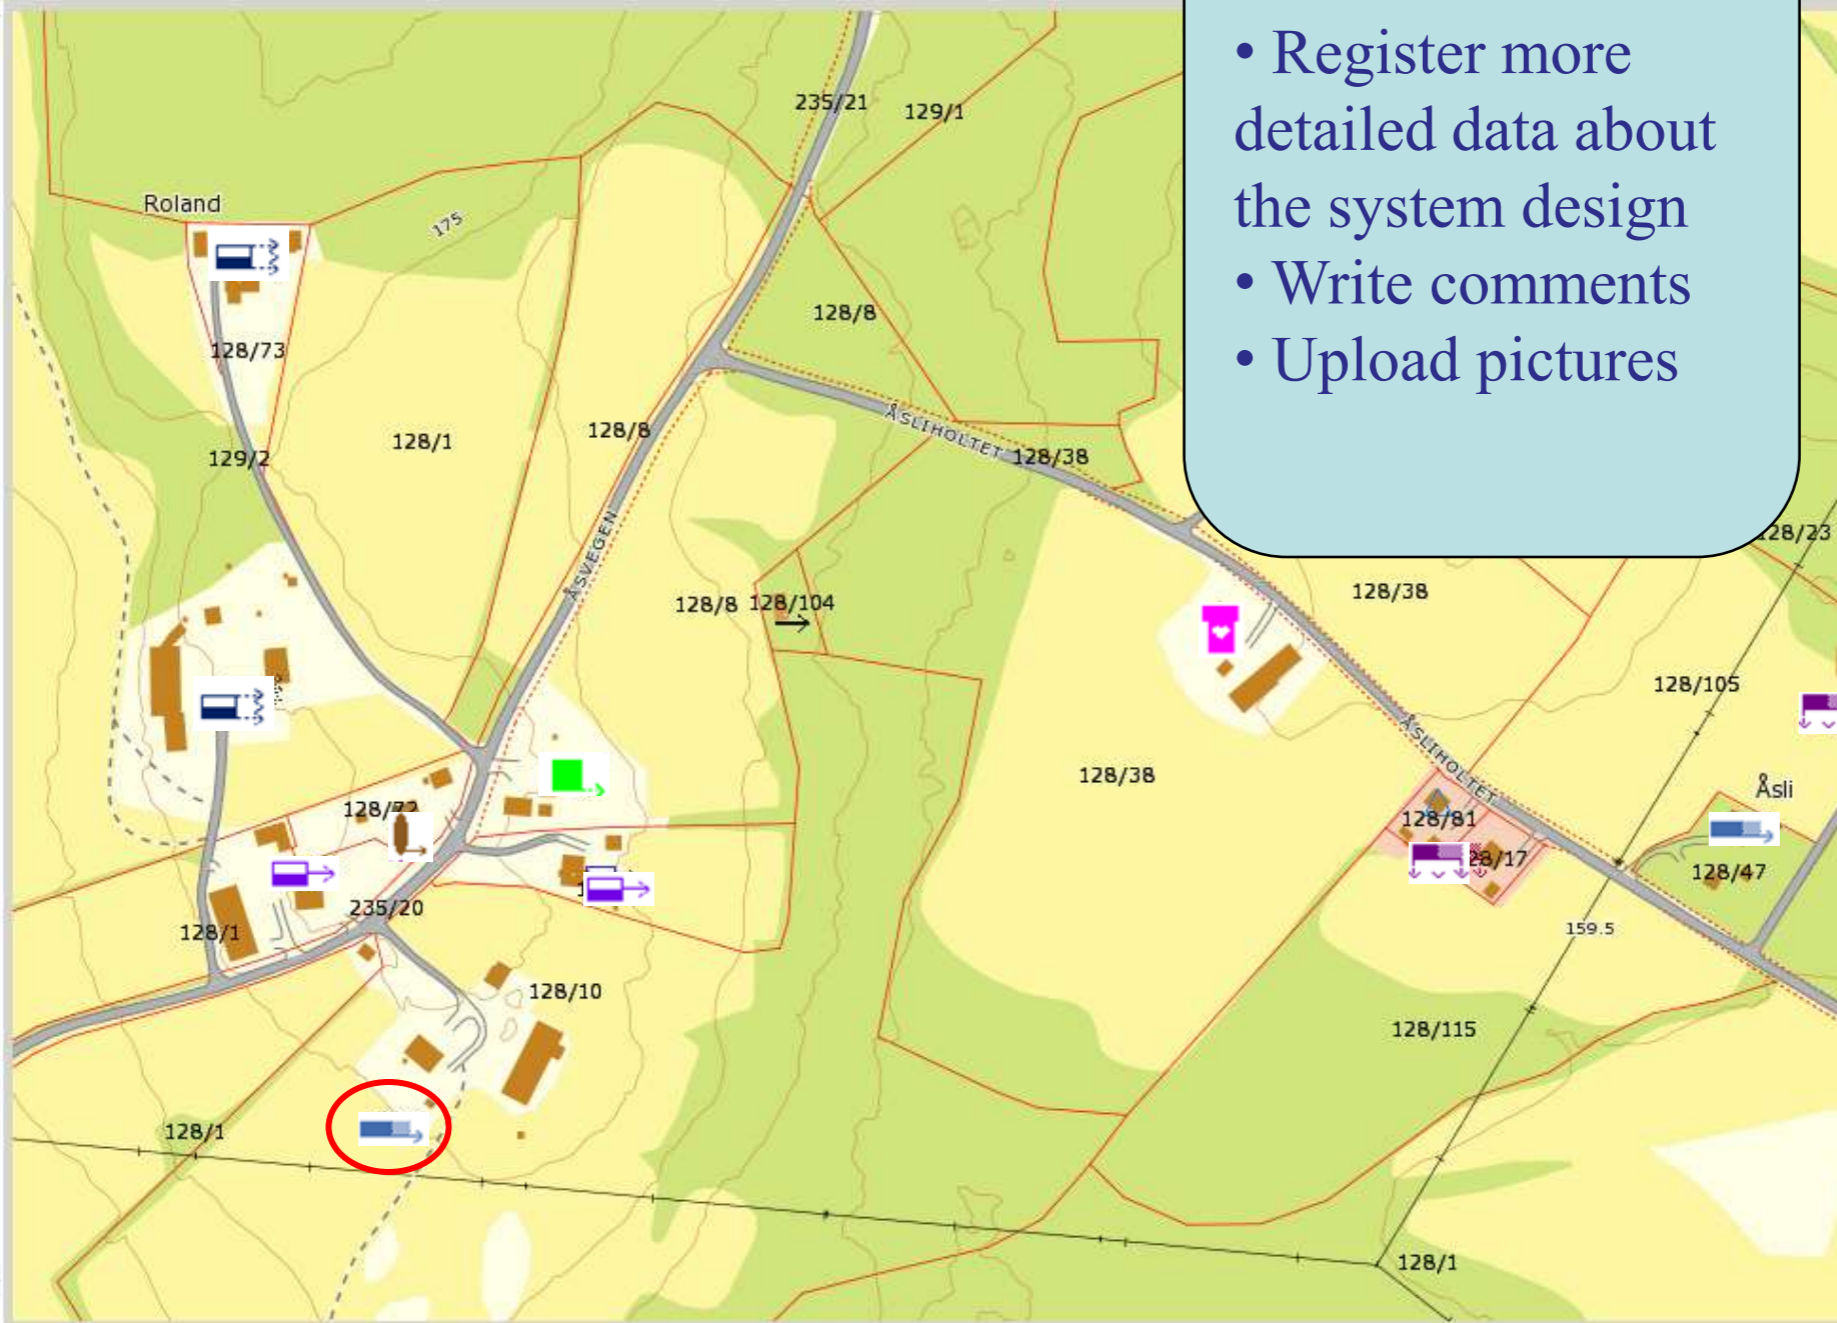 • Register more
detailed data about
the system design
• Write comments
• Upload pictures
235/21
129/1
Roland
175
128/8
128/73
128/1
128/8
ÅSLIHOLTET
128/38
129/2
128/23
ÅSVEGEN
128/8
128/104
128/38
128/105
ÅSLIHOLTET
128/38
Åsli
128/72
128/81
128/47
235/20
128/1
159.5
128/10
128/115
128/1
128/1